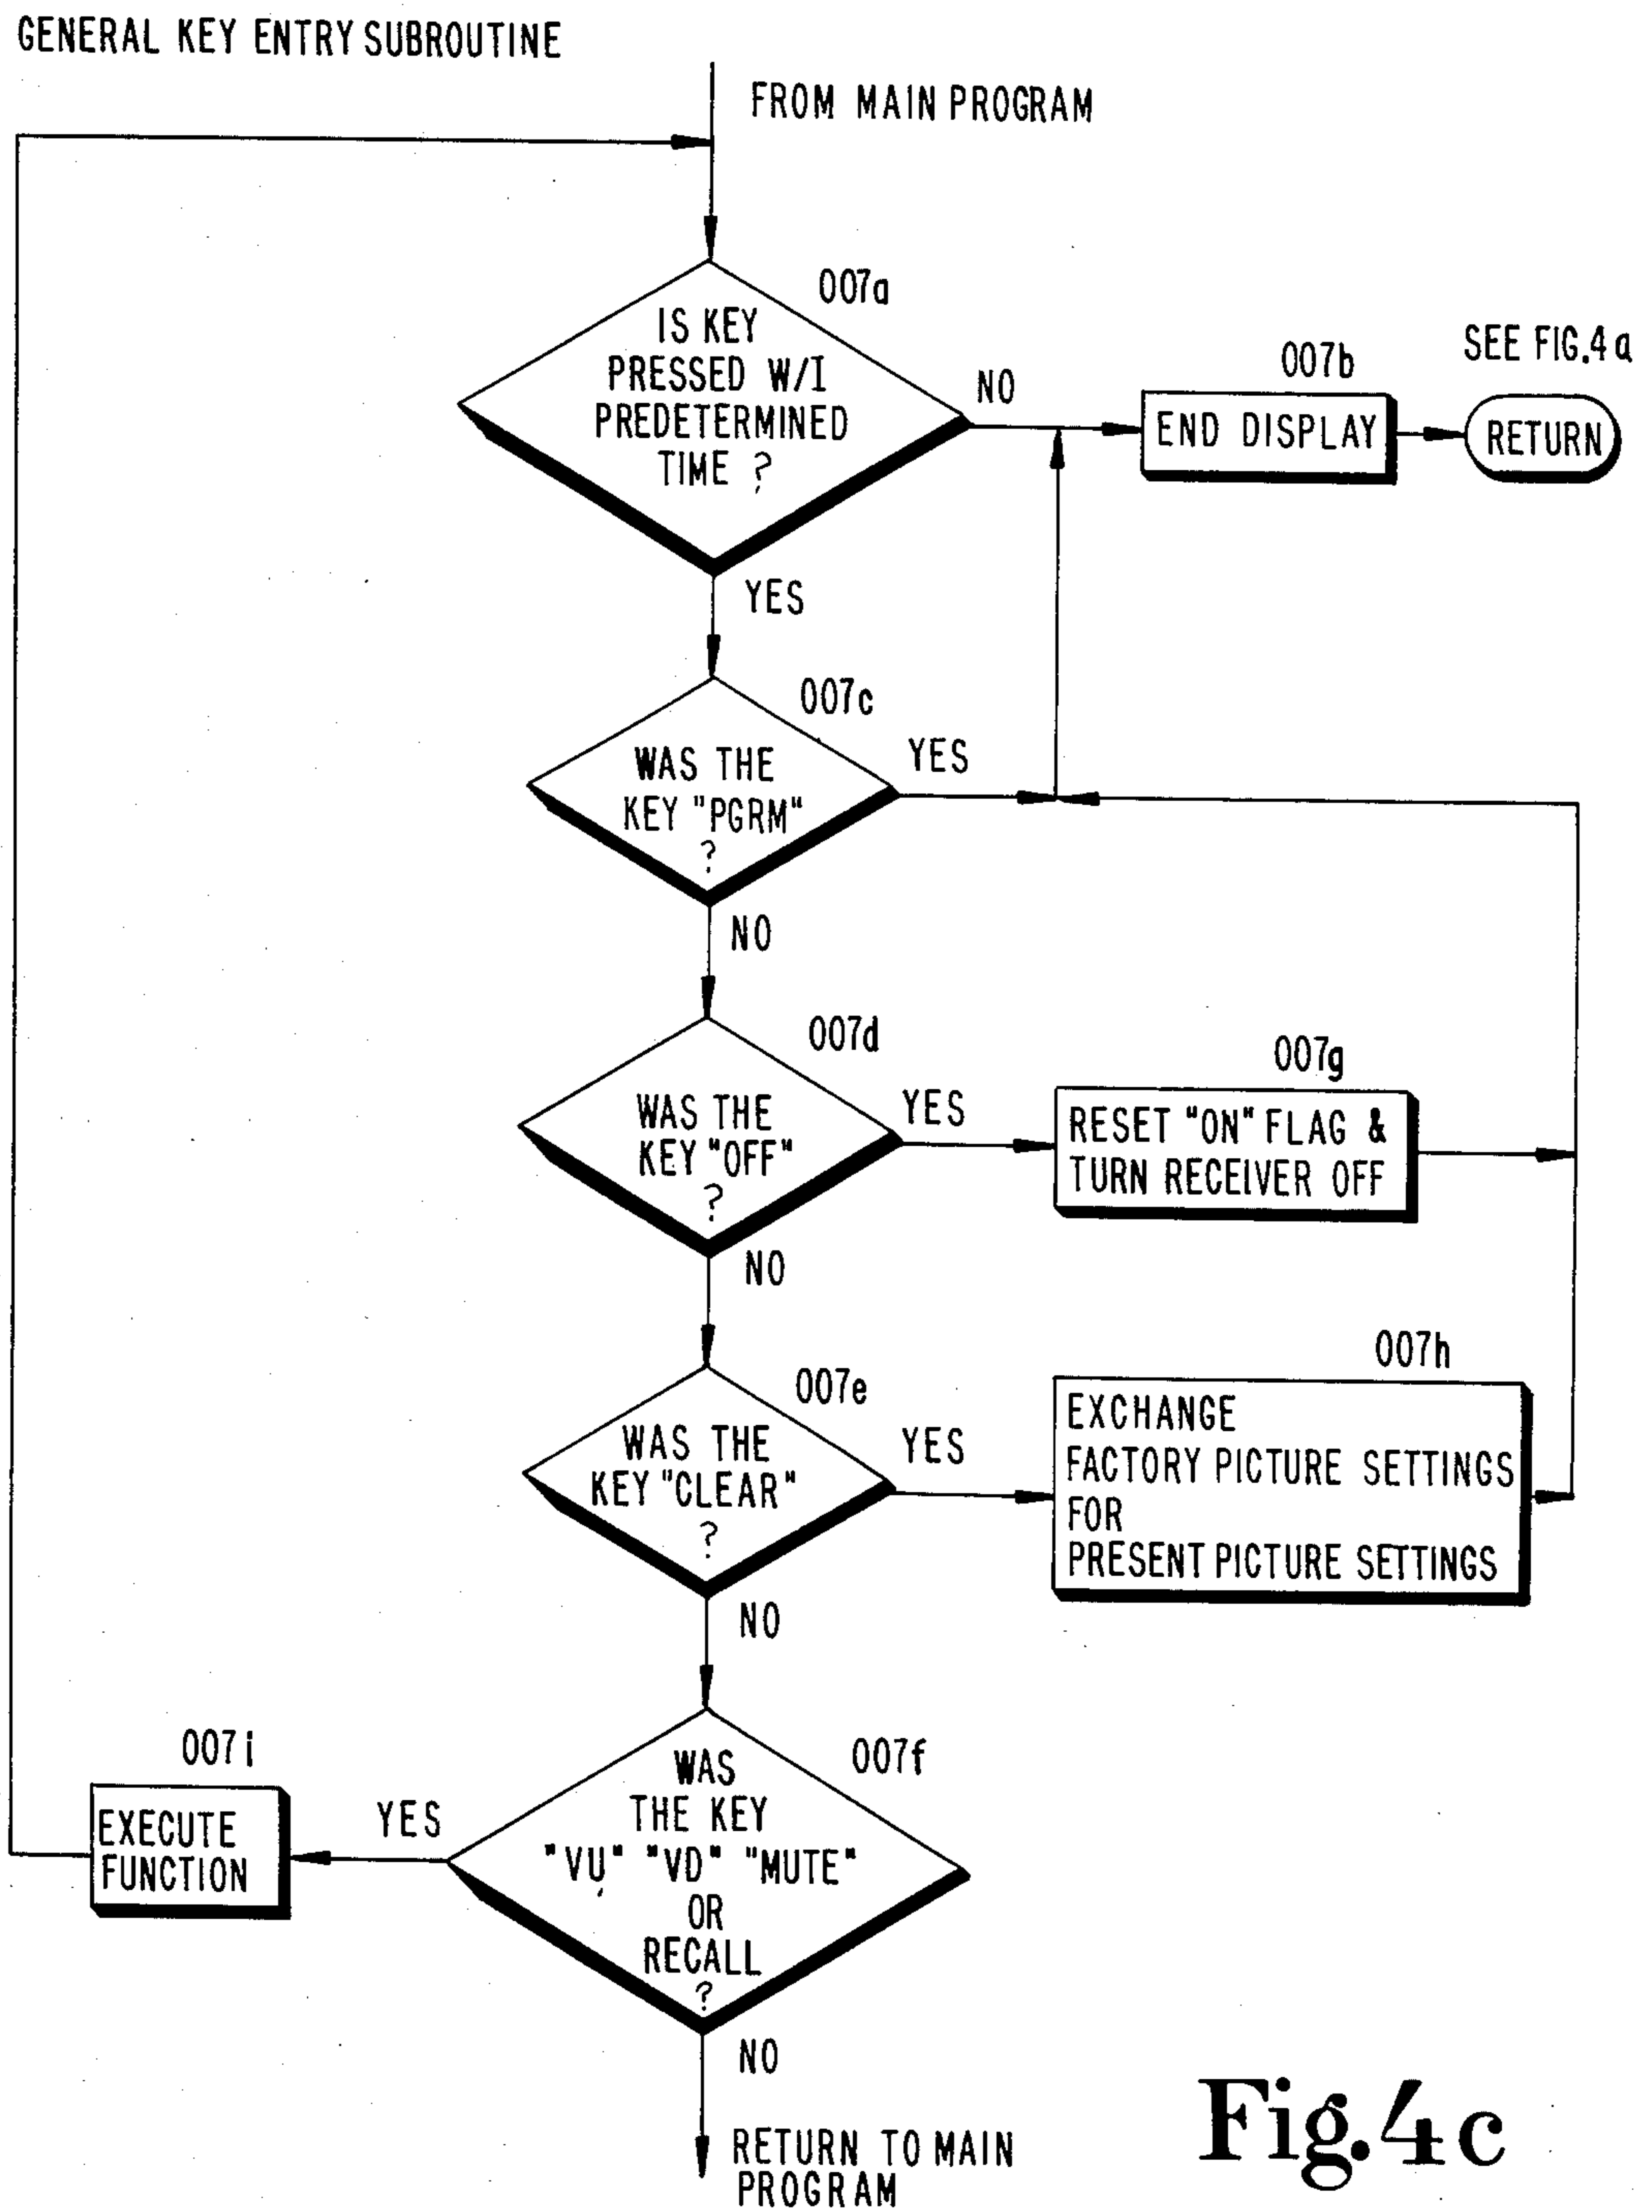 GENERAL KEY ENTRY SUBROUTINE
FROM MAIN PROGRAM
007a
IS KEY
PRESSED W/I
PREDETERMINED
TIME ?
NO
007b
END DISPLAY
SEE FIG.4a
RETURN
YES
007c
WAS THE
KEY "PGRM"
?
YES
NO
007d
WAS THE
KEY "OFF"
?
YES
007g
RESET "ON" FLAG &
TURN RECEIVER OFF
NO
007e
WAS THE
KEY "CLEAR"
?
YES
007h
EXCHANGE
FACTORY PICTURE SETTINGS
FOR
PRESENT PICTURE SETTINGS
NO
007f
WAS
THE KEY
"VU" "VD" "MUTE"
OR
RECALL
?
YES
007i
EXECUTE
FUNCTION
NO
RETURN TO MAIN
PROGRAM
Fig.4c